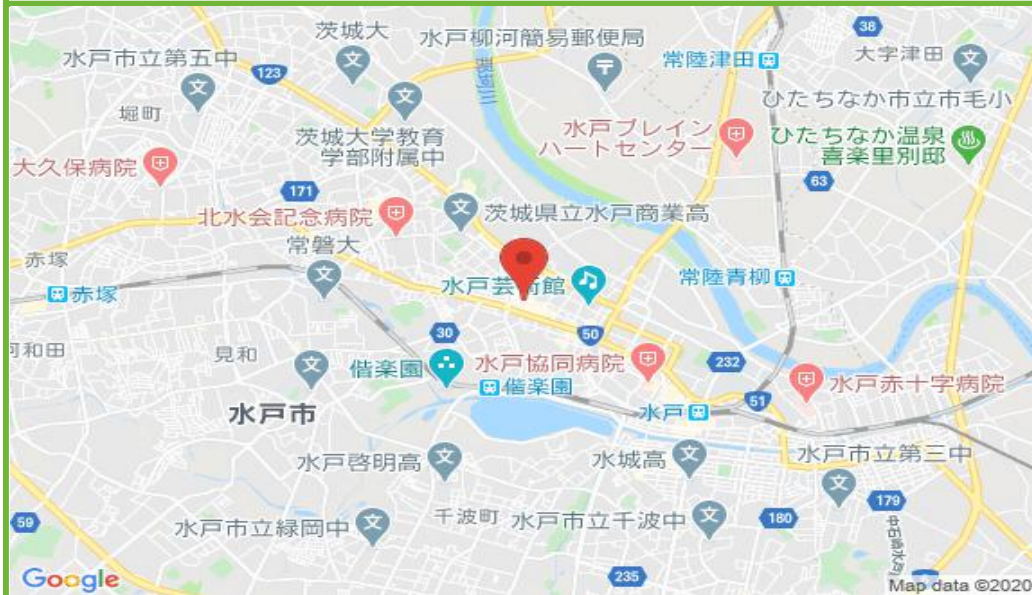 茨城大
水戸柳河簡易郵便局
38
水戸市立第五中
123
常陸津田
大字津田
堀町
ひたちなか市立市毛小
茨城大学教育
学部附属中
水戸ブレイン
ハートセンター
ひたちなか温泉
喜楽里別邸
大久保病院
171
63
北水会記念病院
茨城県立水戸商業高
常磐大
赤塚
赤塚
水戸芸術館
常陸青柳
30
50
河和田
見和
偕楽園
水戸協同病院
232
偕楽園
水戸赤十字病院
水戸市
水戸
51
水戸啓明高
水城高
水戸市立第三中
179
59
水戸市立緑岡中
千波町
水戸市立千波中
180
235
Google
Map data ©2020